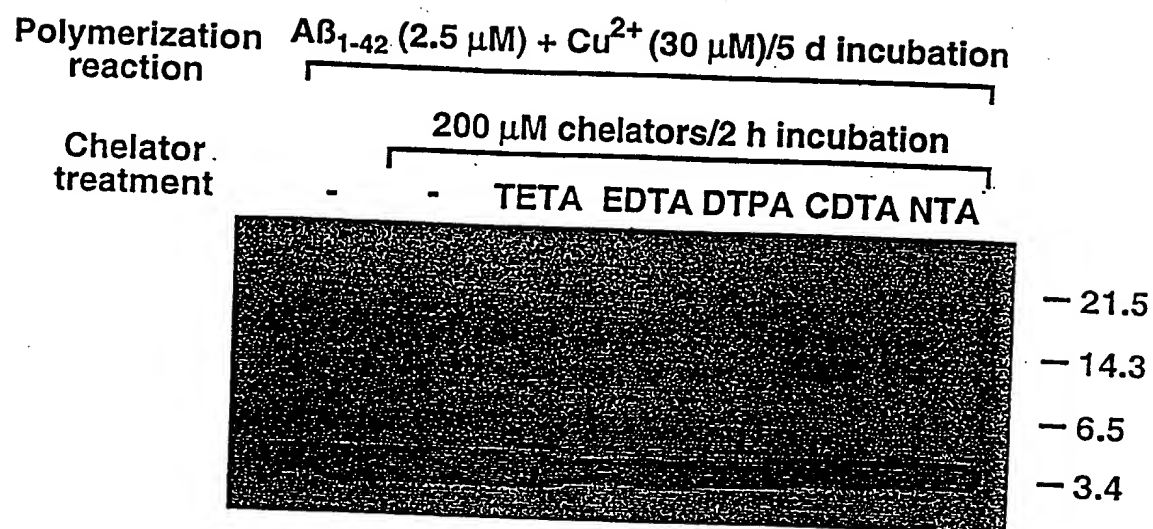 Polymerization reaction
Aß1-42 (2.5 µM) + Cu2+ (30 µM)/5 d incubation
200 µM chelators/2 h incubation
Chelator treatment
- - TETA EDTA DTPA CDTA NTA
– 21.5
– 14.3
– 6.5
– 3.4